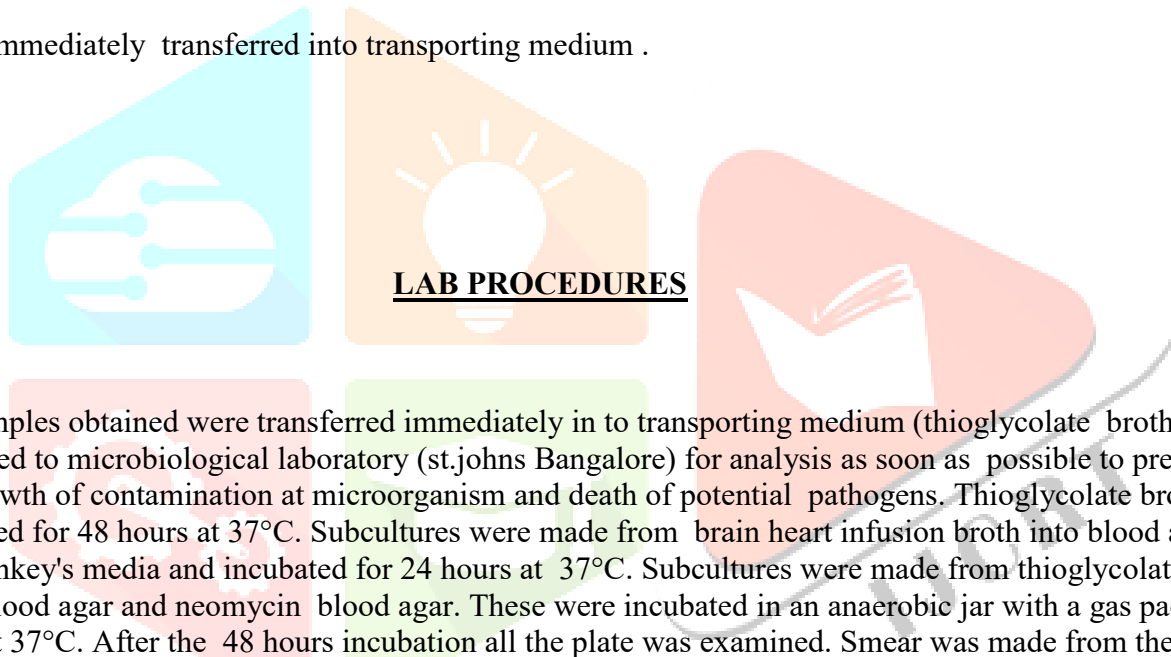 mmediately transferred into transporting medium .
LAB PROCEDURES
nples obtained were transferred immediately in to transporting medium (thioglycolate broth
ed to microbiological laboratory (st.johns Bangalore) for analysis as soon as possible to pre
wth of contamination at microorganism and death of potential pathogens. Thioglycolate bro
ed for 48 hours at 37°C. Subcultures were made from brain heart infusion broth into blood a
nkey's media and incubated for 24 hours at 37°C. Subcultures were made from thioglycolat
lood agar and neomycin blood agar. These were incubated in an anaerobic jar with a gas pa
t 37°C. After the 48 hours incubation all the plate was examined. Smear was made from the
IJCRT